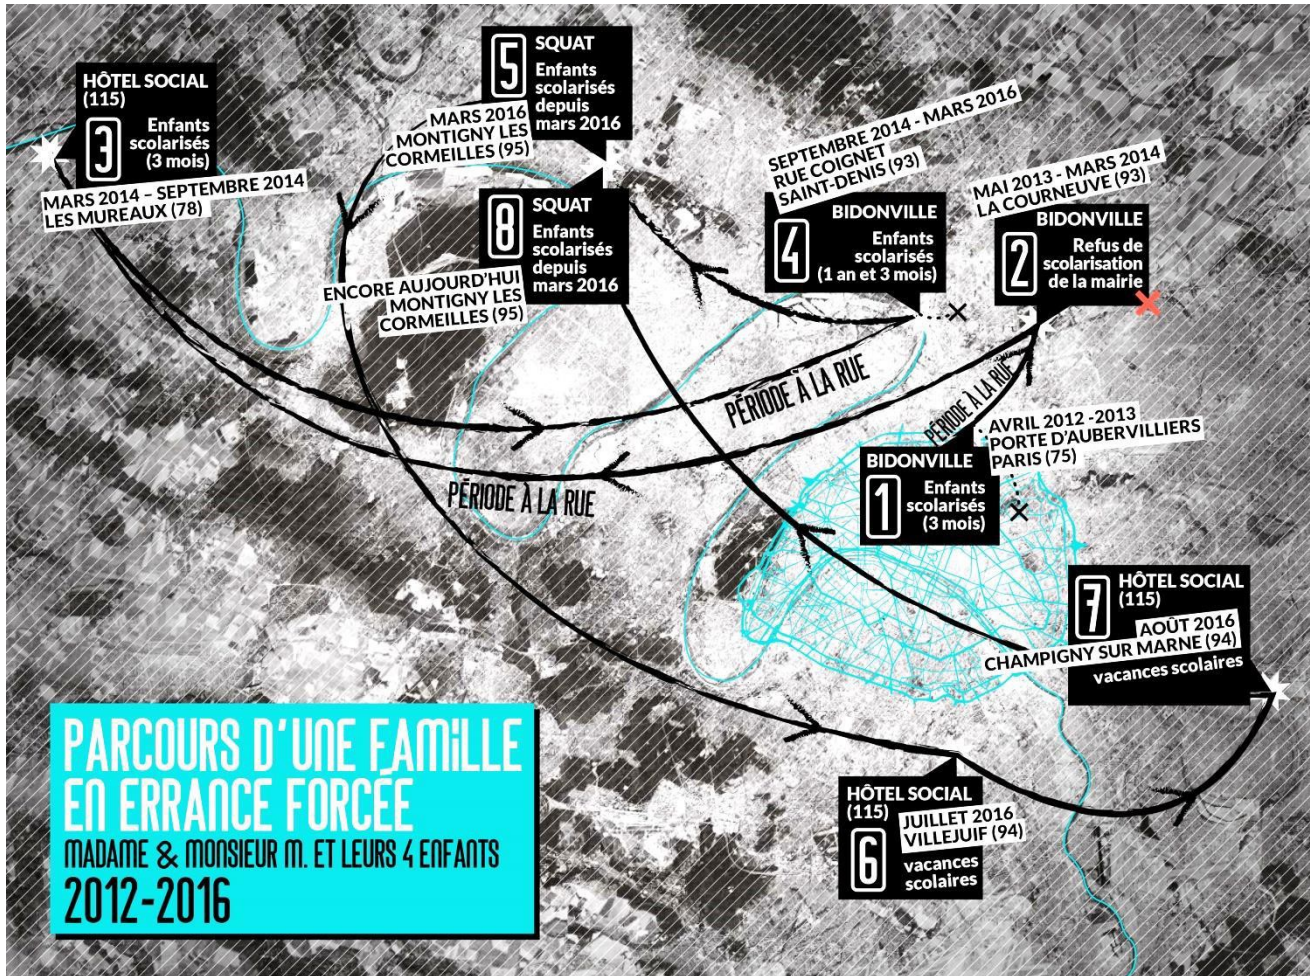 HÔTEL SOCIAL
(115)
3
Enfants
scolarisés
(3 mois)
MARS 2014 – SEPTEMBRE 2014
LES MUREAUX (78)
5
SQUAT
Enfants
scolarisés
depuis
mars 2016
MARS 2016
MONTIGNY LES
CORMEILLES (95)
8
SQUAT
Enfants
scolarisés
depuis
mars 2016
ENCORE AUJOURD'HUI
MONTIGNY LES
CORMEILLES (95)
SEPTEMBRE 2014 - MARS 2016
RUE COIGNET
SAINT-DENIS (93)
4
BIDONVILLE
Enfants
scolarisés
(1 an et 3 mois)
MAI 2013 - MARS 2014
LA COURNEUVE (93)
2
BIDONVILLE
Refus de
scolarisation
de la mairie
PÉRIODE À LA RUE
PÉRIODE À LA RUE
PÉRIODE À LA RUE
AVRIL 2012 -2013
PORTE D'AUBERVILLIERS
PARIS (75)
BIDONVILLE
1
Enfants
scolarisés
(3 mois)
7
HÔTEL SOCIAL
(115)
AOÛT 2016
CHAMPIGNY SUR MARNE (94)
vacances scolaires
HÔTEL SOCIAL
(115)
JUILLET 2016
VILLEJUIF (94)
6
vacances
scolaires
PARCOURS D'UNE FAMiLLE
EN ERRANCE FORCÉE
MADAME & MONSIEUR M. ET LEURS 4 ENFANTS
2012-2016